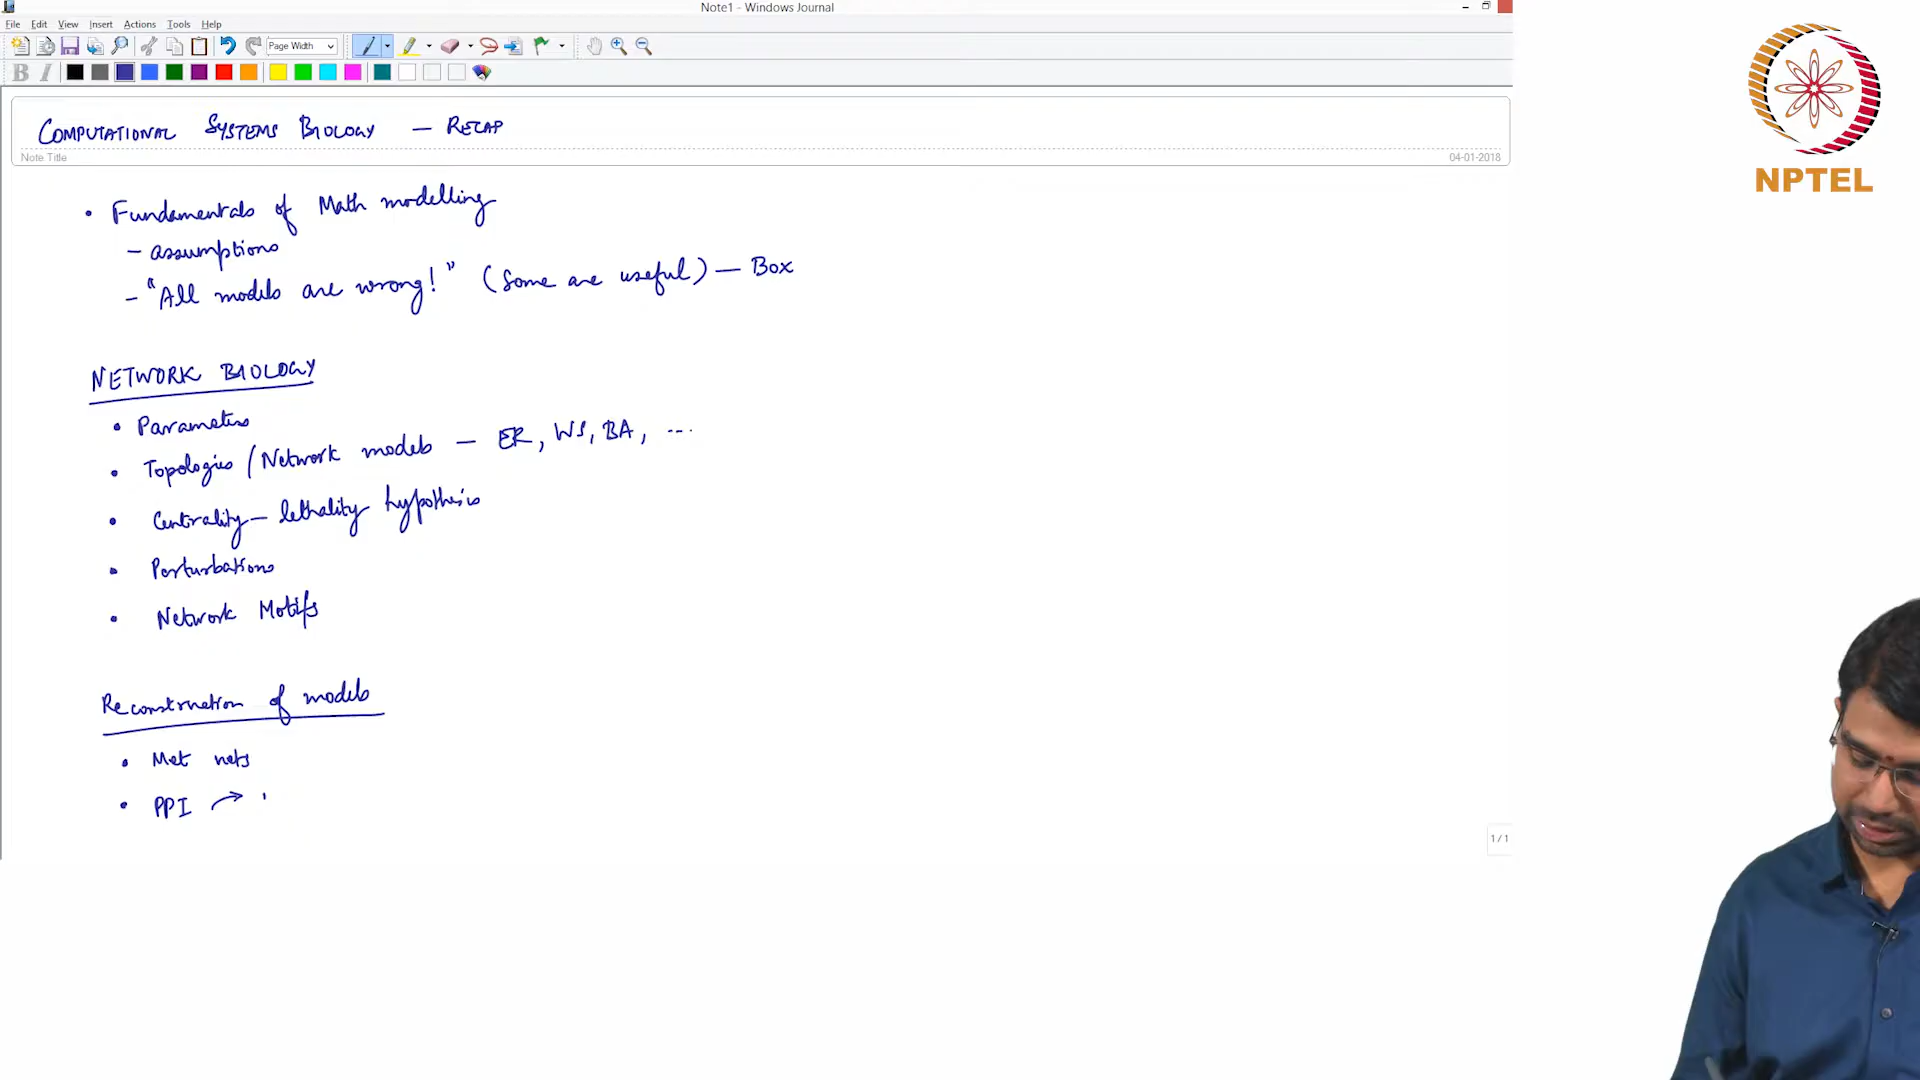 Note1 - Windows Journal
File Edit View Insert Actions Tools Help
Page Width
B I
COMPUTATIONAL SYSTEMS BIOLOGY — RECAP
Note Title
04-01-2018
NPTEL
• Fundamentals of Math modelling
– assumptions
– "All models are wrong!" (Some are useful) — Box
NETWORK BIOLOGY
• Parameters
• Topologies / Network models — ER, WS, BA, ...
• Centrality – lethality hypothesis
• Perturbations
• Network Motifs
Reconstruction of models
• Met nets
• PPI →
1 / 1